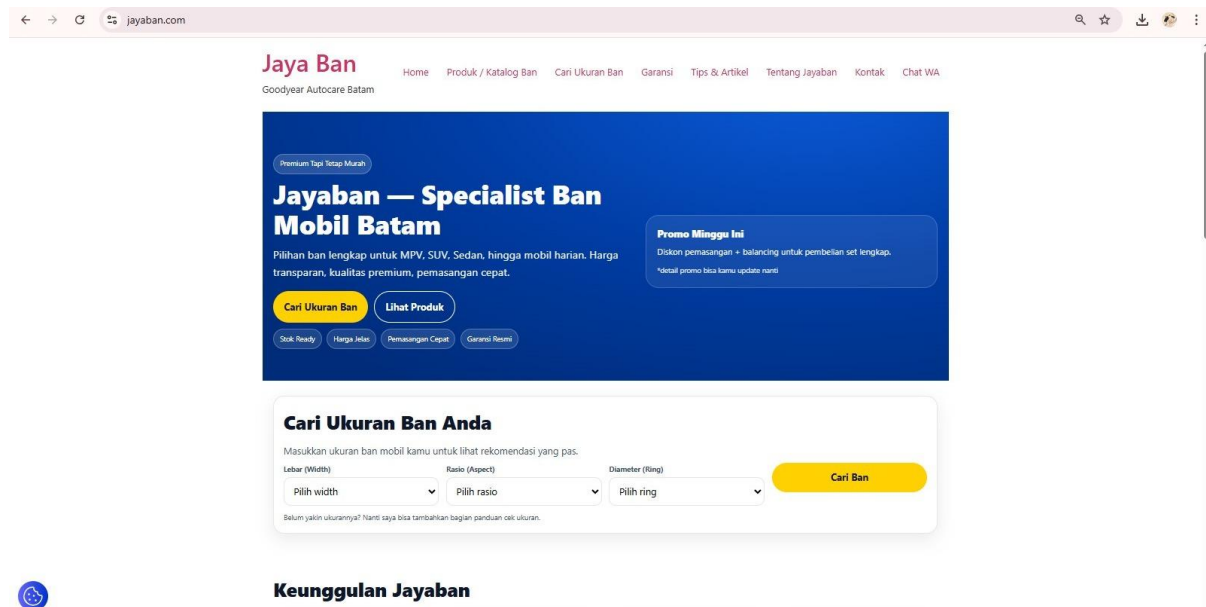 jayaban.com
Jaya Ban
Goodyear Autocare Batam
Home Produk / Katalog Ban Cari Ukuran Ban Garansi Tips & Artikel Tentang Jayaban Kontak Chat WA
Premium Tapi Tetap Murah
Jayaban — Specialist Ban
Mobil Batam
Pilihan ban lengkap untuk MPV, SUV, Sedan, hingga mobil harian. Harga
transparan, kualitas premium, pemasangan cepat.
Cari Ukuran Ban Lihat Produk
Stok Ready Harga Jelas Pemasangan Cepat Garansi Resmi
Promo Minggu Ini
Diskon pemasangan + balancing untuk pembelian set lengkap.
*detail promo bisa kamu update nanti
Cari Ukuran Ban Anda
Masukkan ukuran ban mobil kamu untuk lihat rekomendasi yang pas.
Lebar (Width) Rasio (Aspect) Diameter (Ring)
Pilih width Pilih rasio Pilih ring Cari Ban
Belum yakin ukurannya? Nanti saya bisa tambahkan bagian panduan cek ukuran.
Keunggulan Jayaban